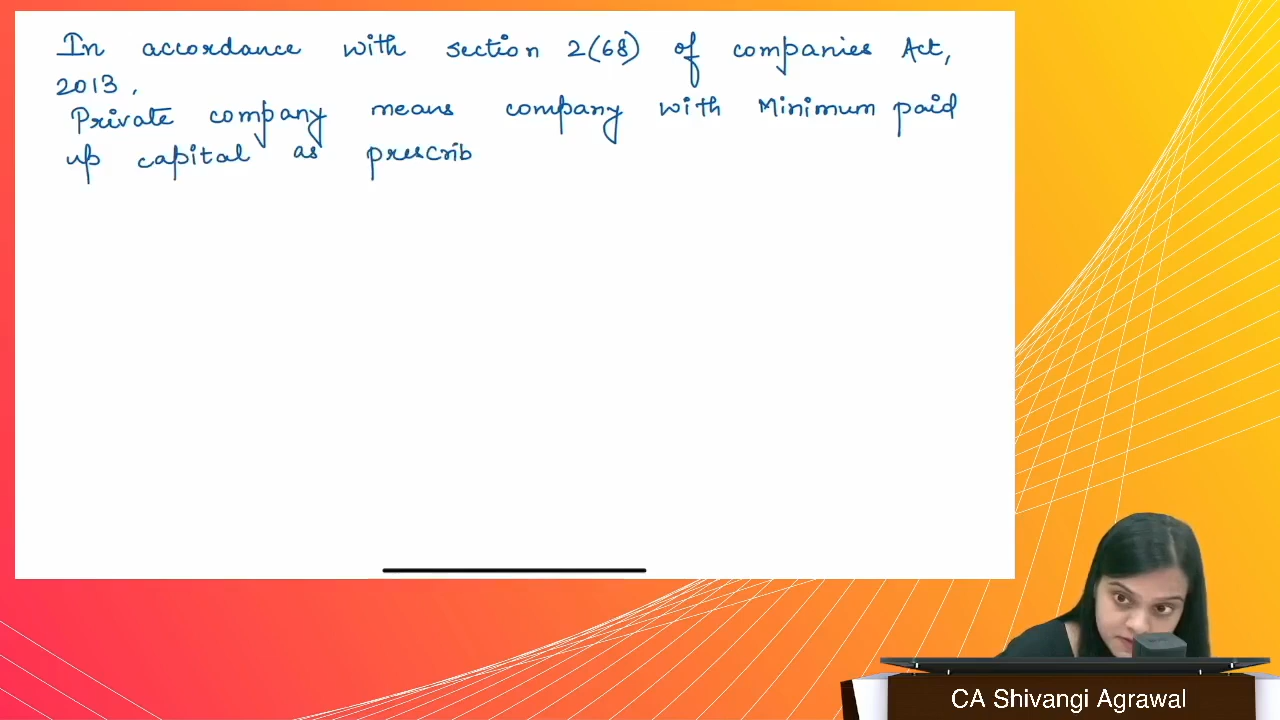 In accordance with section 2(68) of companies Act,
2013.
Private company means company with Minimum paid
up capital as prescrib
CA Shivangi Agrawal